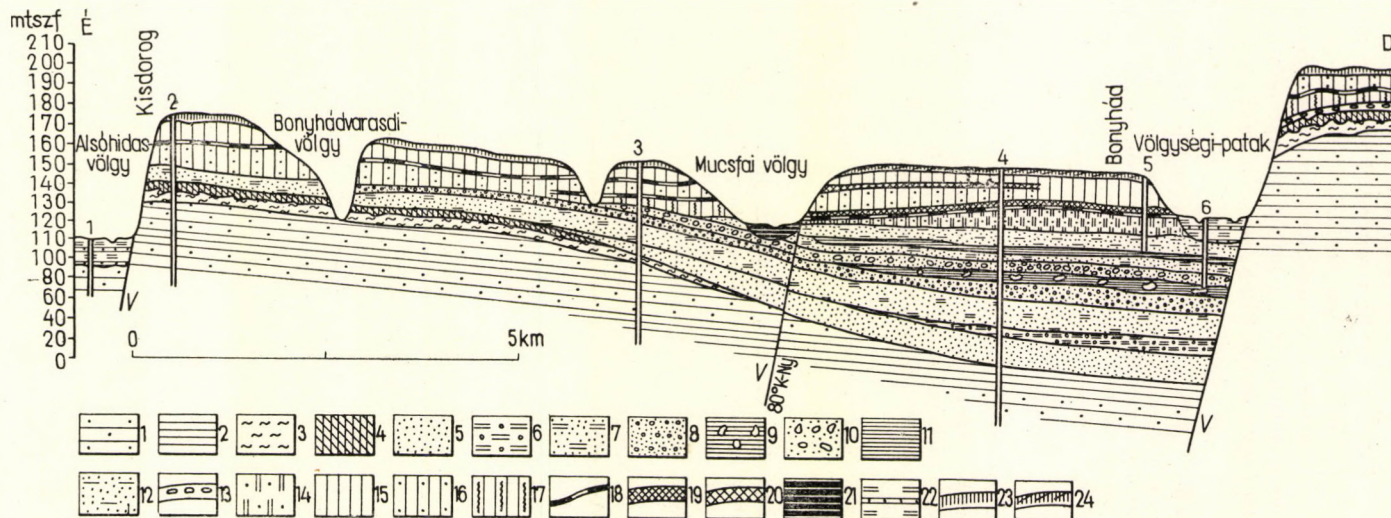 mtszf É
210
200
190
180
170
160
150
140
130
120
110
100
80
60
40
20
0
Kisdorog
Alsóhidas-
völgy
Bonyhádvarasdi-
völgy
Mucsfai völgy
Bonyhád
Völgységi-patak
D
1
2
3
4
5
6
V
V
80°K-Ny
V
0 5km
1 2 3 4 5 6 7 8 9 10 11
12 13 14 15 16 17 18 19 20 21 22 23 24